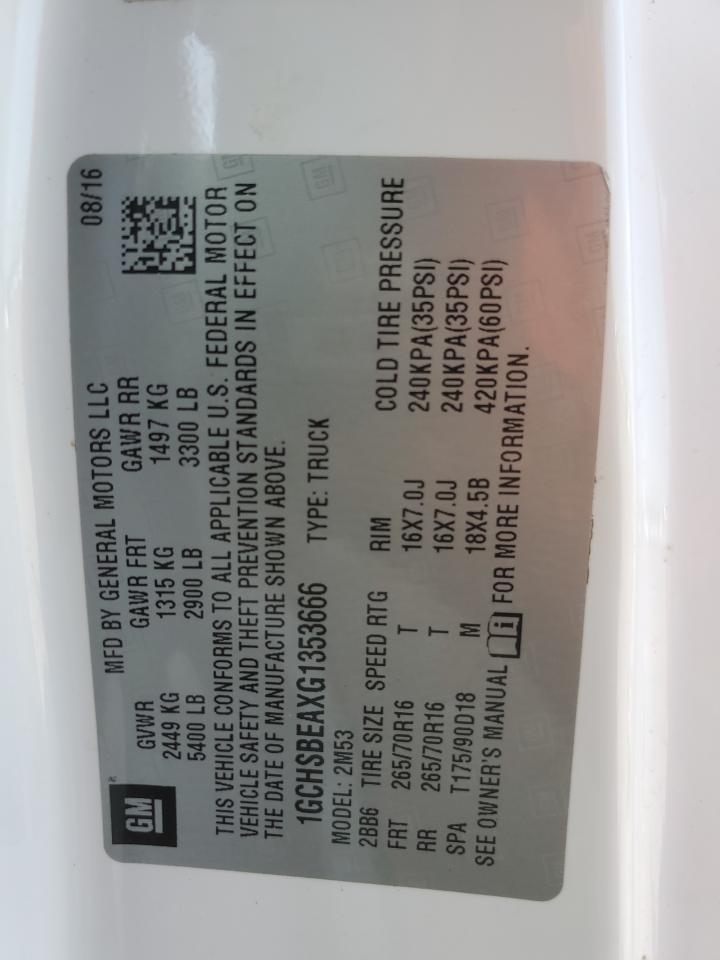 GM
MFD BY GENERAL MOTORS LLC 08/16
GVWR GAWR FRT GAWR RR
2449 KG 1315 KG 1497 KG
5400 LB 2900 LB 3300 LB
THIS VEHICLE CONFORMS TO ALL APPLICABLE U.S. FEDERAL MOTOR
VEHICLE SAFETY AND THEFT PREVENTION STANDARDS IN EFFECT ON
THE DATE OF MANUFACTURE SHOWN ABOVE.
1GCHSBEAXG1353666 TYPE: TRUCK
MODEL: 2M53
2BB6 TIRE SIZE SPEED RTG RIM COLD TIRE PRESSURE
FRT 265/70R16 T 16X7.0J 240KPA(35PSI)
RR 265/70R16 T 16X7.0J 240KPA(35PSI)
SPA T175/90D18 M 18X4.5B 420KPA(60PSI)
SEE OWNER'S MANUAL i FOR MORE INFORMATION.